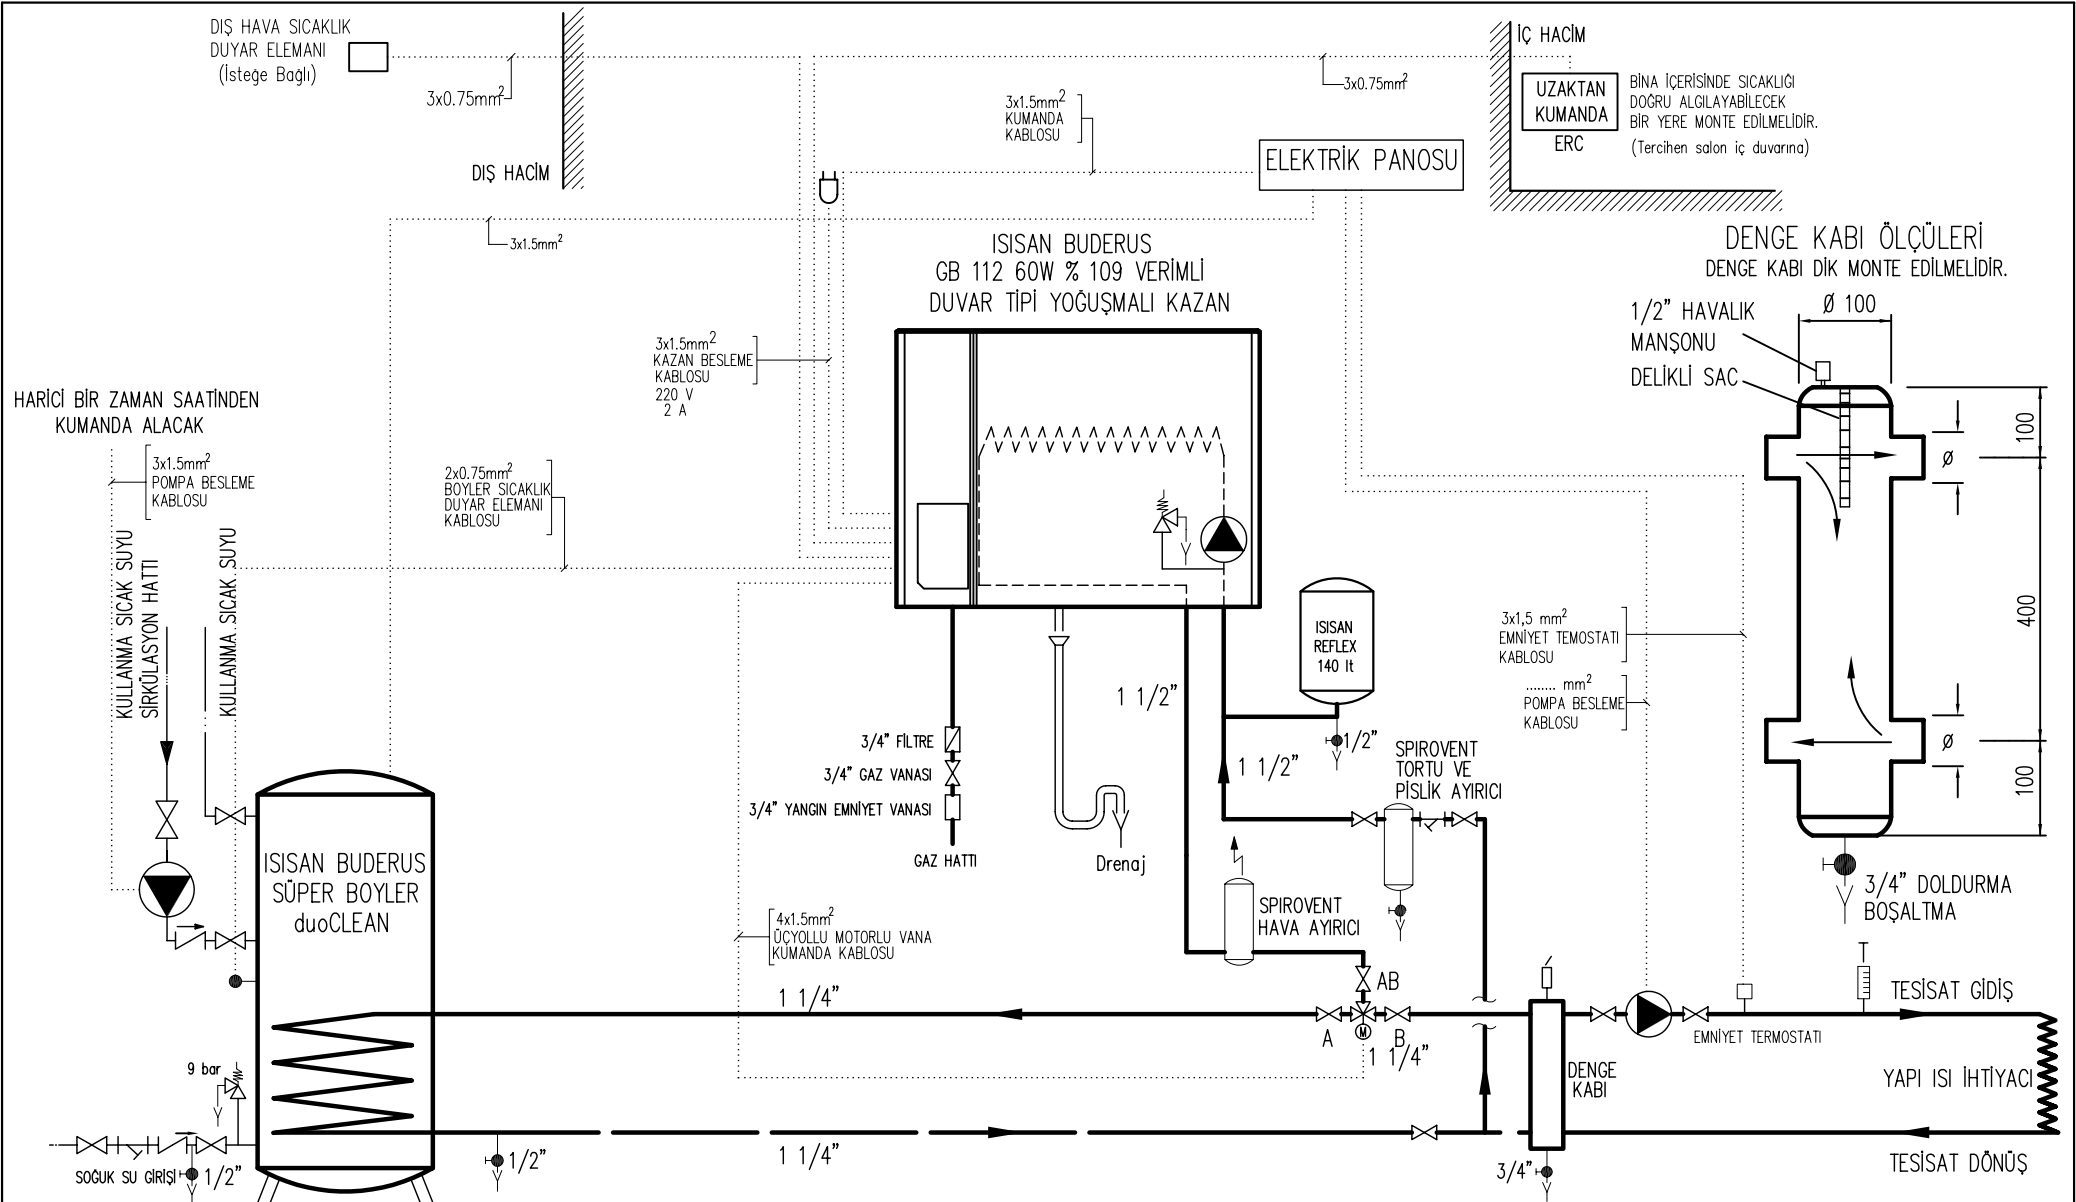 DIŞ HAVA SICAKLIK
DUYAR ELEMANI
(İsteğe Bağlı)
3x0.75mm²
DIŞ HACİM
3x1.5mm²
3x1.5mm²
KUMANDA
KABLOSU
3x0.75mm²
İÇ HACİM
UZAKTAN
KUMANDA
ERC
BİNA İÇERİSİNDE SICAKLIĞI
DOĞRU ALGILAYABİLECEK
BİR YERE MONTE EDİLMELİDİR.
(Tercihen salon iç duvarına)
ELEKTRİK PANOSU
ISISAN BUDERUS
GB 112 60W % 109 VERİMLİ
DUVAR TİPİ YOĞUŞMALI KAZAN
DENGE KABI ÖLÇÜLERİ
DENGE KABI DİK MONTE EDİLMELİDİR.
1/2" HAVALIK
MANŞONU
DELİKLİ SAC
Ø 100
100
Ø
400
Ø
100
3/4" DOLDURMA
BOŞALTMA
3x1.5mm²
KAZAN BESLEME
KABLOSU
220 V
2 A
HARİCİ BİR ZAMAN SAATİNDEN
KUMANDA ALACAK
3x1.5mm²
POMPA BESLEME
KABLOSU
2x0.75mm²
BOYLER SICAKLIK
DUYAR ELEMANI
KABLOSU
KULLANMA SICAK SUYU
SİRKÜLASYON HATTI
KULLANMA SICAK SUYU
ISISAN
REFLEX
140 lt
1 1/2"
1/2"
1 1/2"
3x1,5 mm²
EMNİYET TEMOSTATI
KABLOSU
........ mm²
POMPA BESLEME
KABLOSU
SPIROVENT
TORTU VE
PİSLİK AYIRICI
3/4" FİLTRE
3/4" GAZ VANASI
3/4" YANGIN EMNİYET VANASI
GAZ HATTI
Drenaj
ISISAN BUDERUS
SÜPER BOYLER
duoCLEAN
SPIROVENT
HAVA AYIRICI
4x1.5mm²
ÜÇYOLLU MOTORLU VANA
KUMANDA KABLOSU
1 1/4"
AB
A
M
B
1 1/4"
TESİSAT GİDİŞ
EMNİYET TERMOSTATI
DENGE
KABI
YAPI ISI İHTİYACI
9 bar
SOĞUK SU GİRİŞİ
1/2"
1/2"
1 1/4"
3/4"
TESİSAT DÖNÜŞ